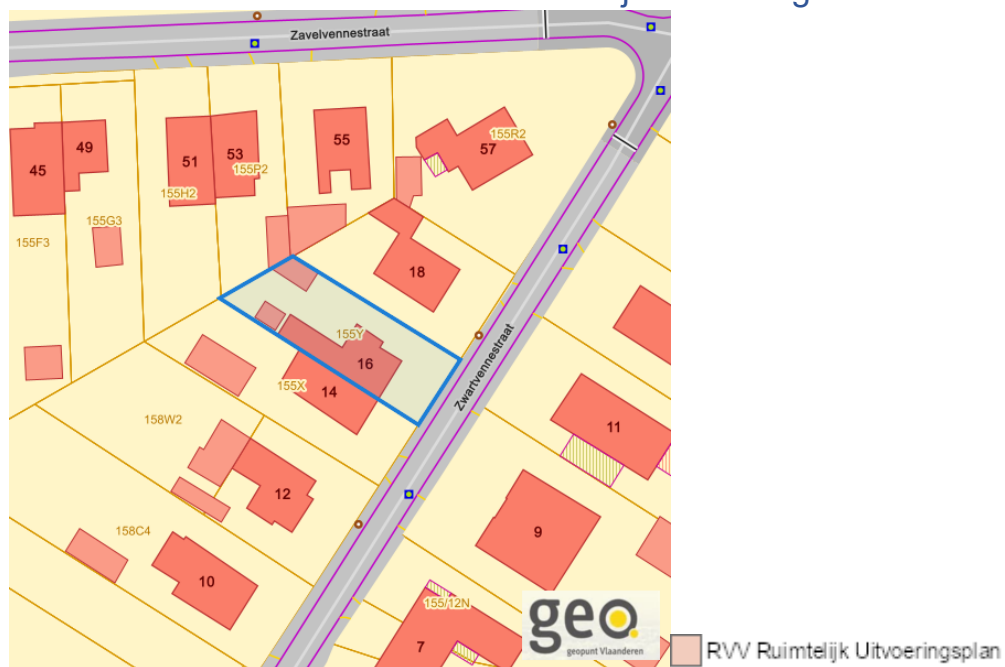 Zavelvennestraat
45
49
51
53
55
57
155R2
155P2
155H2
155G3
155F3
18
155Y
16
14
155X
Zwartvennestraat
158W2
11
12
9
158C4
10
155/12N
7
geo
geopunt Vlaanderen
RVV Ruimtelijk Uitvoeringsplan